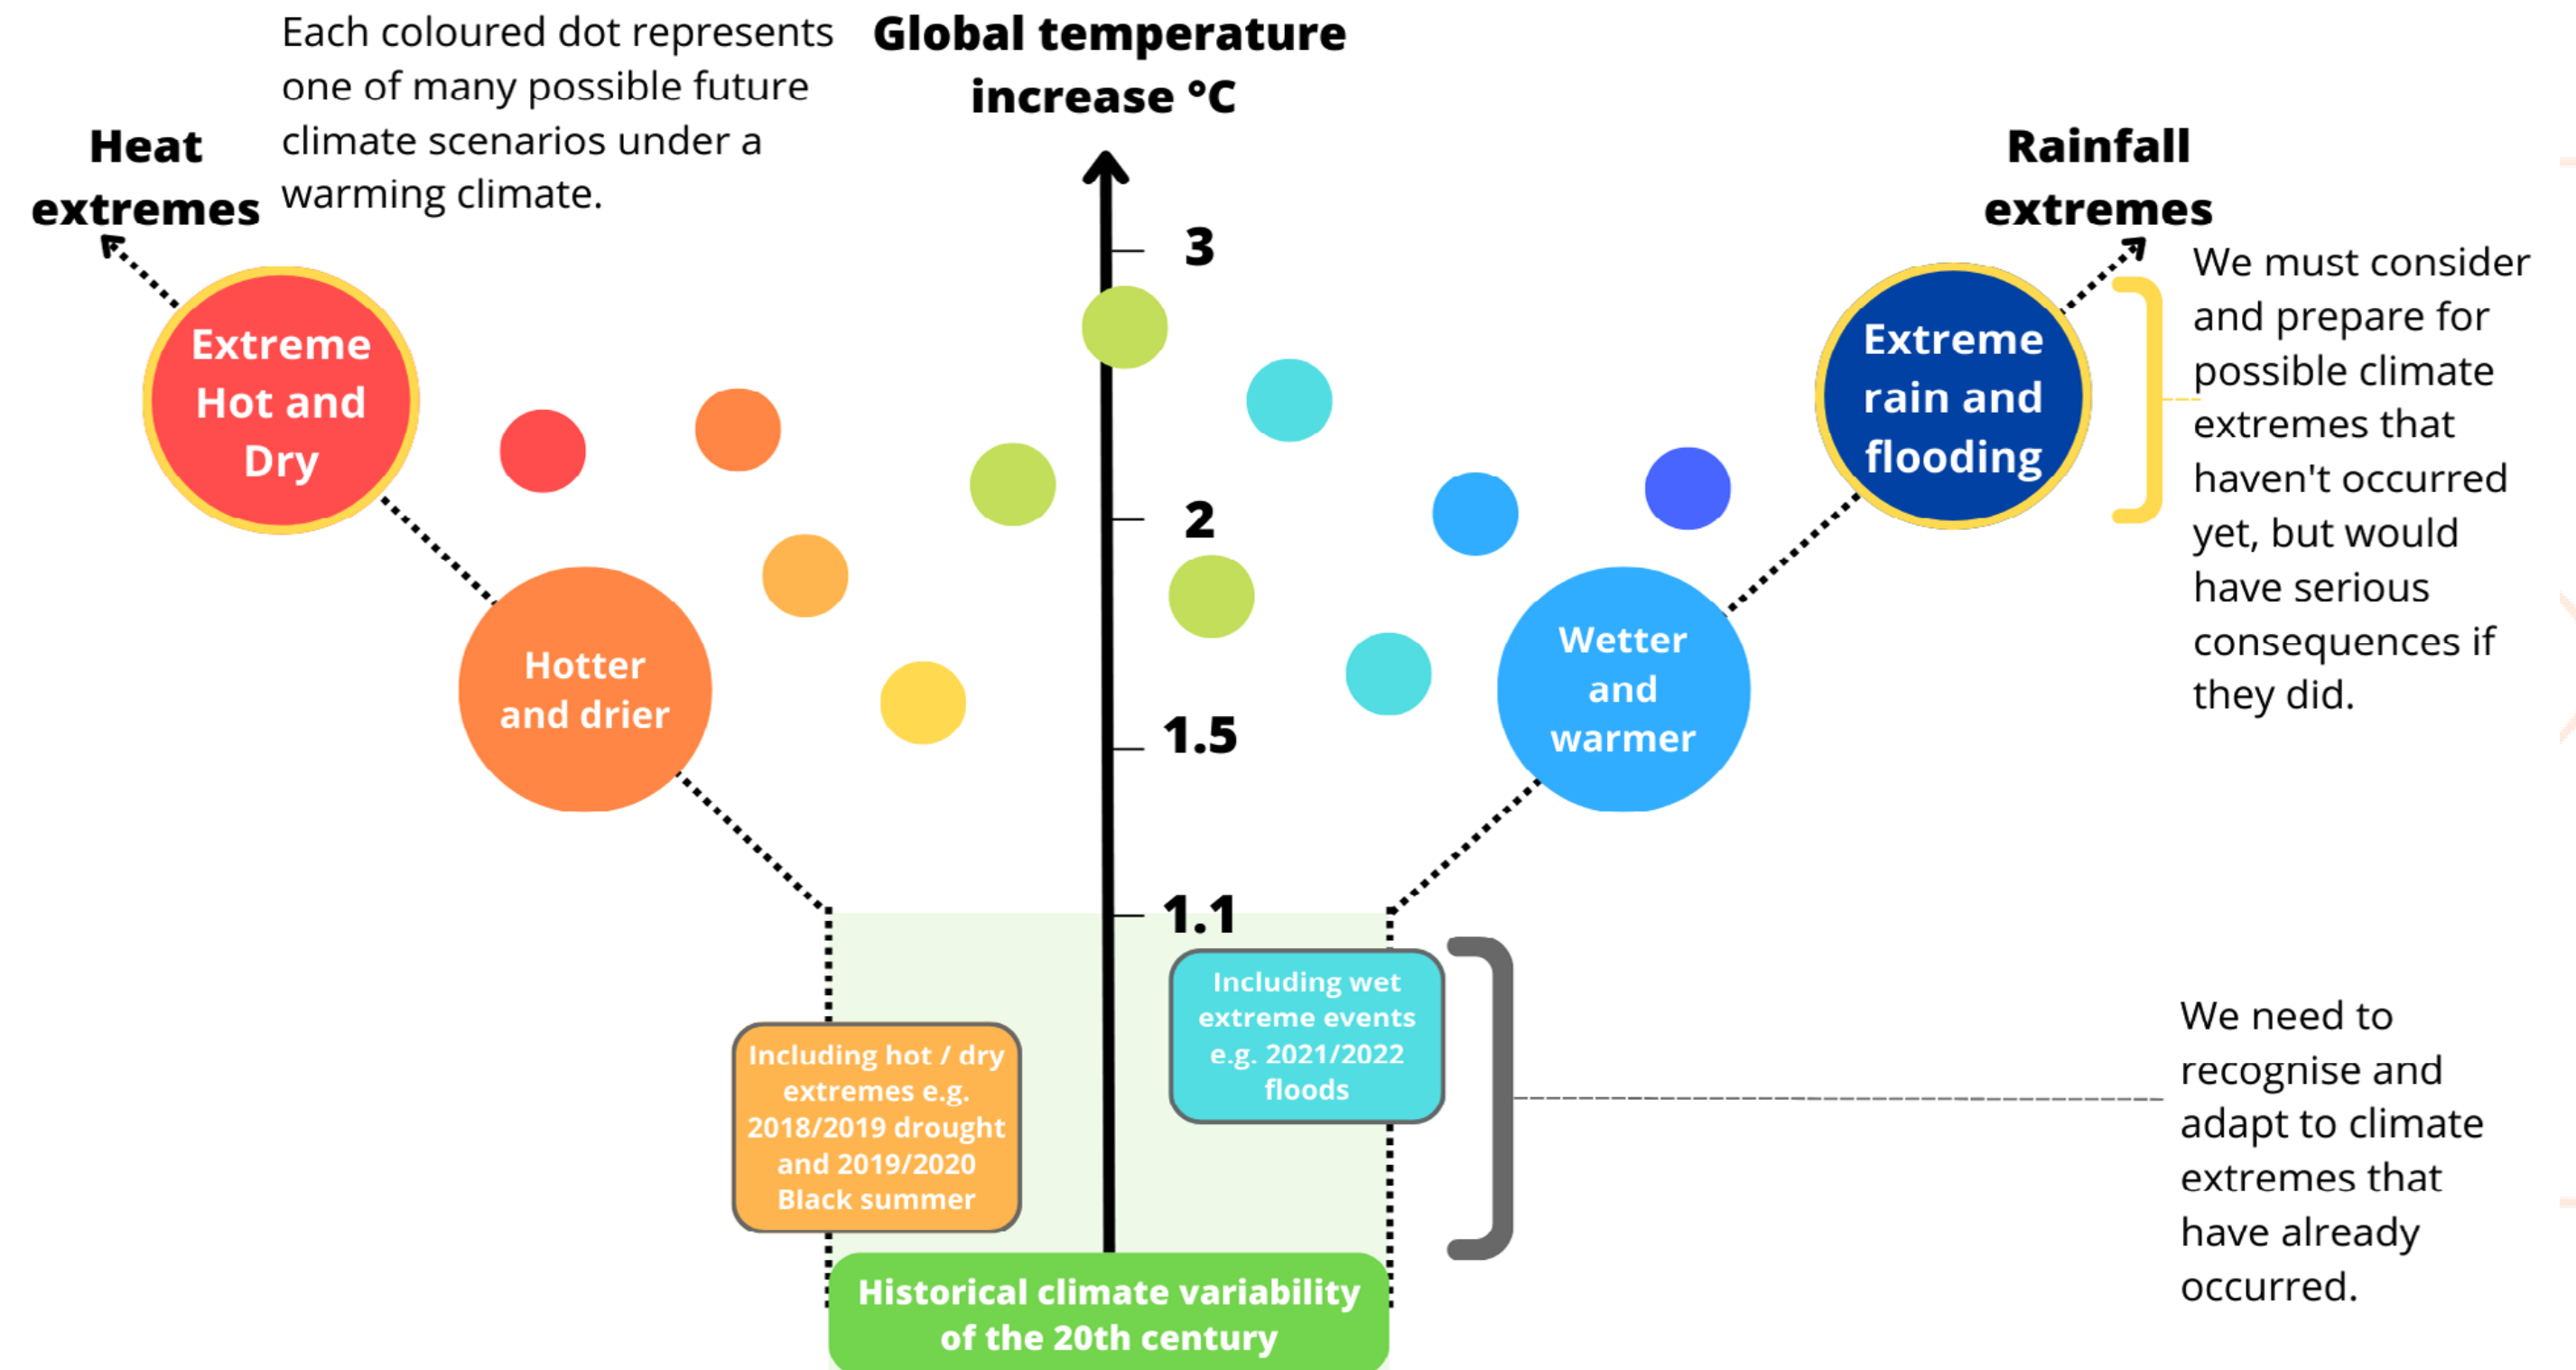 Each coloured dot represents
one of many possible future
climate scenarios under a
warming climate.
Global temperature
increase °C
Heat
extremes
Rainfall
extremes
3
2
1.5
1.1
Extreme
Hot and
Dry
Hotter
and drier
Extreme
rain and
flooding
Wetter
and
warmer
We must consider
and prepare for
possible climate
extremes that
haven't occurred
yet, but would
have serious
consequences if
they did.
Including wet
extreme events
e.g. 2021/2022
floods
Including hot / dry
extremes e.g.
2018/2019 drought
and 2019/2020
Black summer
We need to
recognise and
adapt to climate
extremes that
have already
occurred.
Historical climate variability
of the 20th century